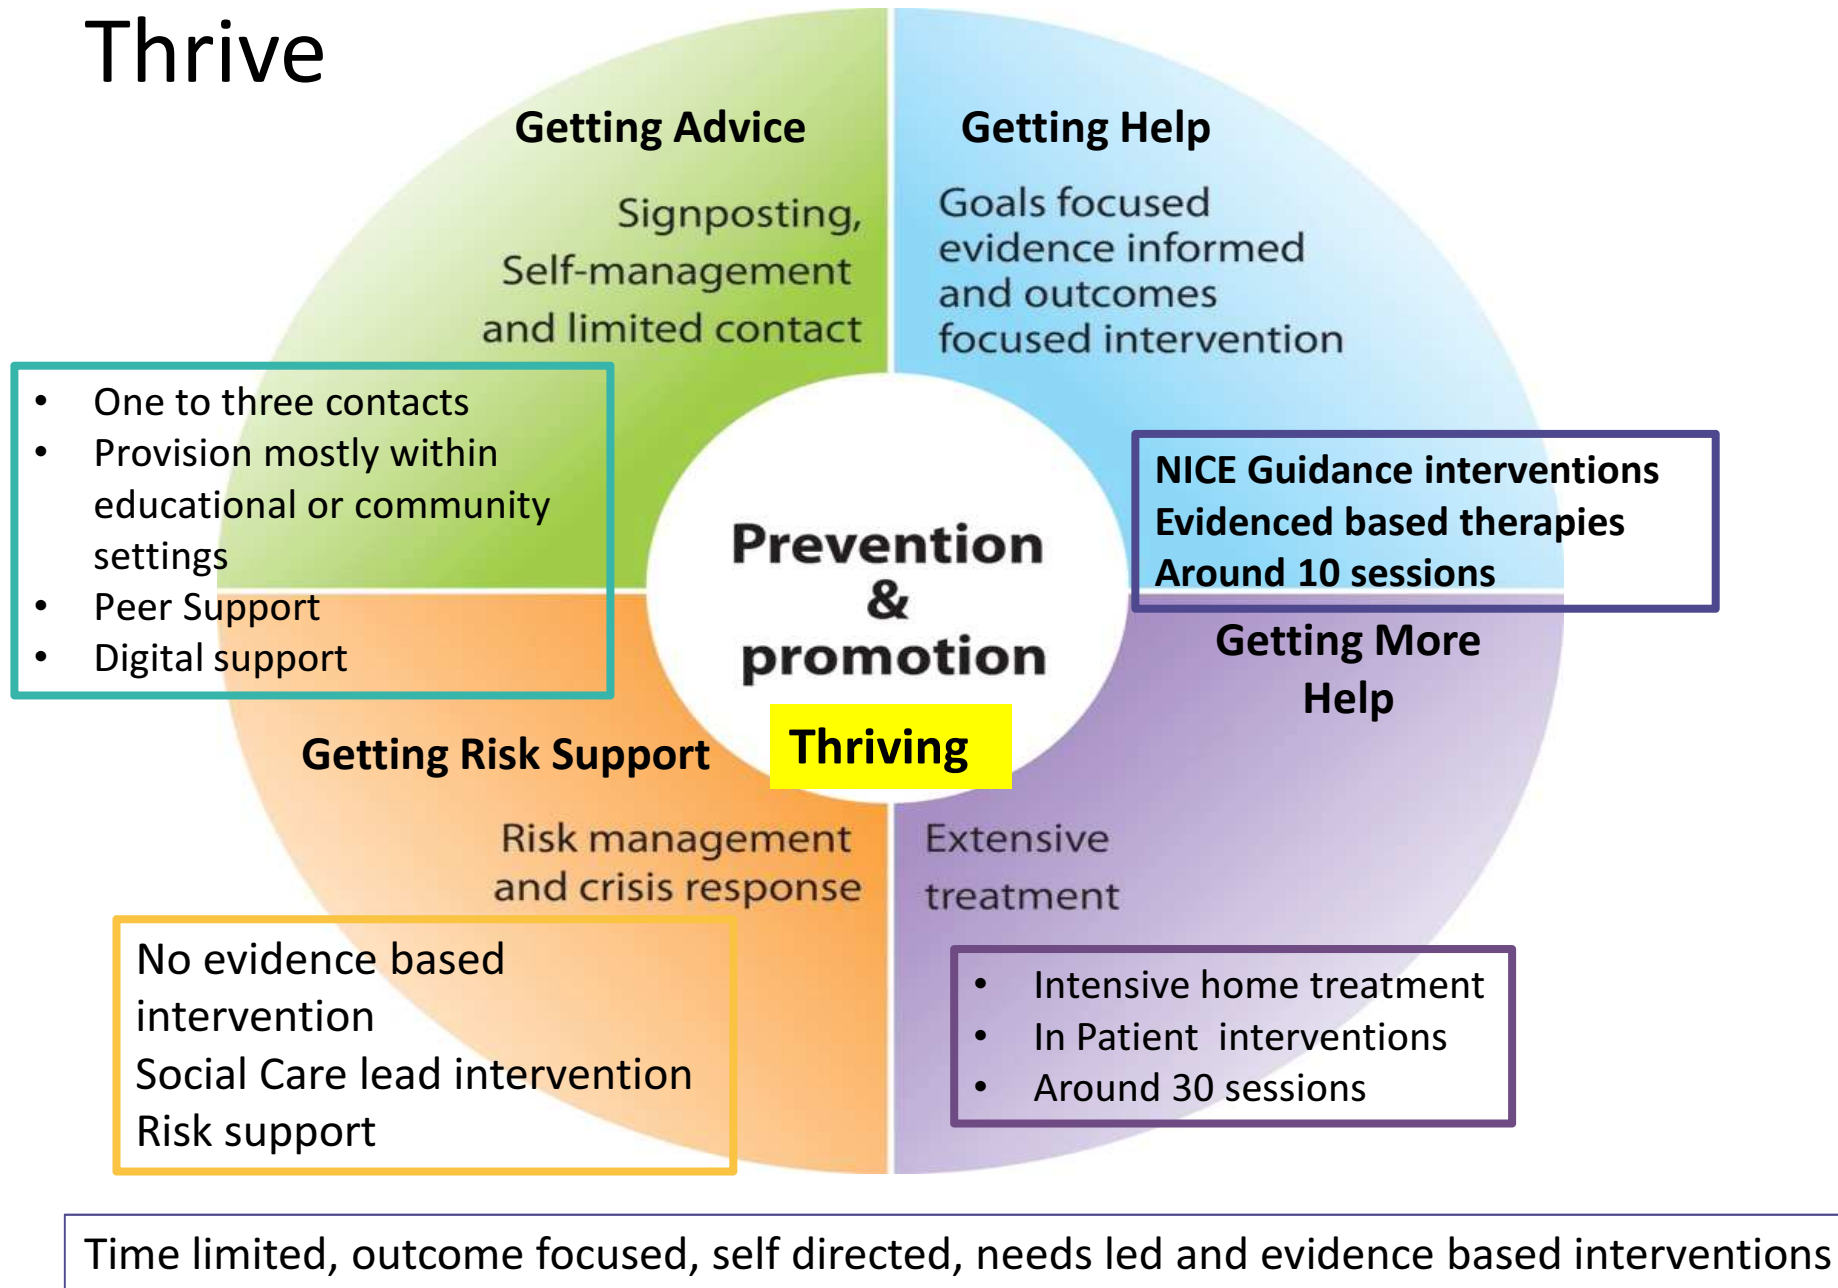 Thrive
Getting Advice
Signposting,
Self-management
and limited contact
• One to three contacts
• Provision mostly within
educational or community
settings
• Peer Support
• Digital support
Getting Help
Goals focused
evidence informed
and outcomes
focused intervention
NICE Guidance interventions
Evidenced based therapies
Around 10 sessions
Prevention
&
promotion
Thriving
Getting Risk Support
Risk management
and crisis response
No evidence based
intervention
Social Care lead intervention
Risk support
Getting More
Help
Extensive
treatment
• Intensive home treatment
• In Patient interventions
• Around 30 sessions
Time limited, outcome focused, self directed, needs led and evidence based interventions